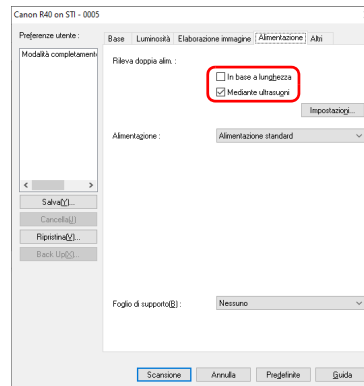 Canon R40 on STI - 0005
Preferenze utente :
Modalità completament
Salva(Y)...
Cancella(J)
Ripristina(V)...
Back Up(X)...
Base Luminosità Elaborazione immagine Alimentazione Altri
Rileva doppia alim. :
In base a lunghezza
Mediante ultrasuoni
Impostazioni...
Alimentazione : Alimentazione standard
Foglio di supporto(B) : Nessuno
Scansione Annulla Predefinite Guida